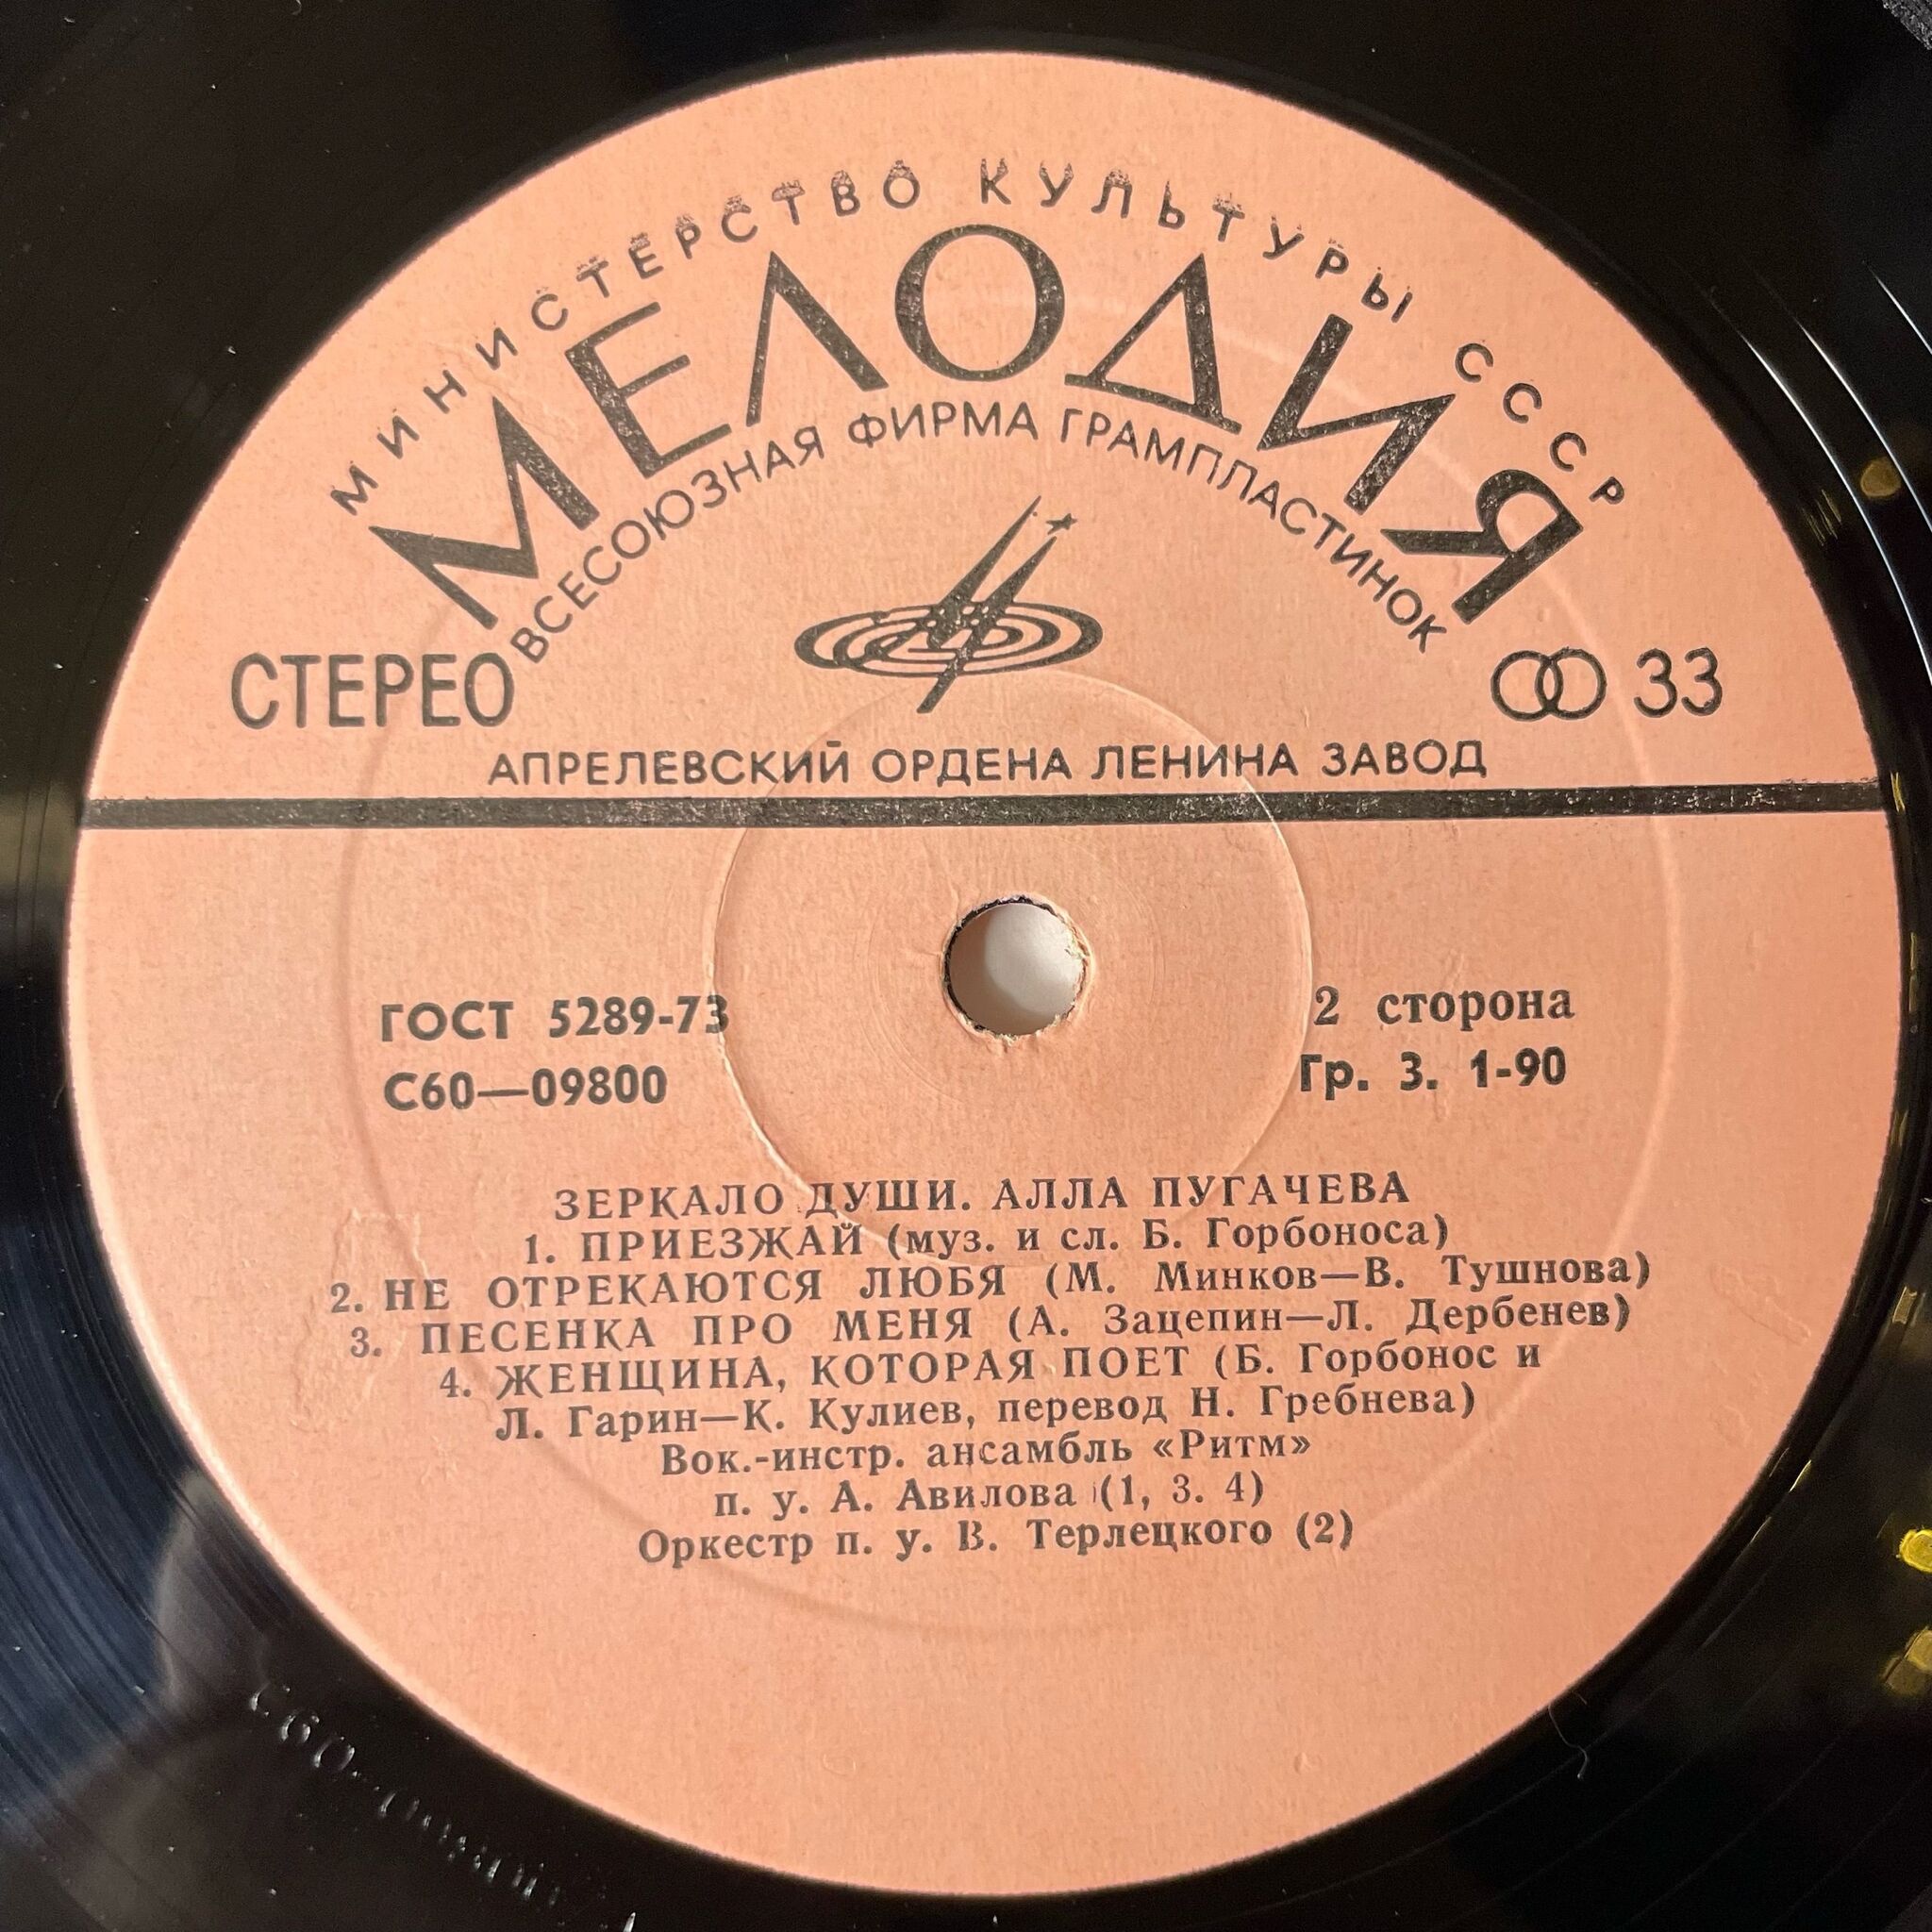 МИНИСТЕРСТВО КУЛЬТУРЫ СССР
МЕЛОДИЯ
ВСЕСОЮЗНАЯ ФИРМА ГРАМПЛАСТИНОК
СТЕРЕО
33
АПРЕЛЕВСКИЙ ОРДЕНА ЛЕНИНА ЗАВОД
ГОСТ 5289-73
2 сторона
С60—09800
Гр. 3. 1-90
ЗЕРКАЛО ДУШИ. АЛЛА ПУГАЧЕВА
1. ПРИЕЗЖАЙ (муз. и сл. Б. Горбоноса)
2. НЕ ОТРЕКАЮТСЯ ЛЮБЯ (М. Минков—В. Тушнова)
3. ПЕСЕНКА ПРО МЕНЯ (А. Зацепин—Л. Дербенев)
4. ЖЕНЩИНА, КОТОРАЯ ПОЕТ (Б. Горбонос и
Л. Гарин—К. Кулиев, перевод Н. Гребнева)
Вок.-инстр. ансамбль «Ритм»
п. у. А. Авилова (1, 3. 4)
Оркестр п. у. В. Терлецкого (2)